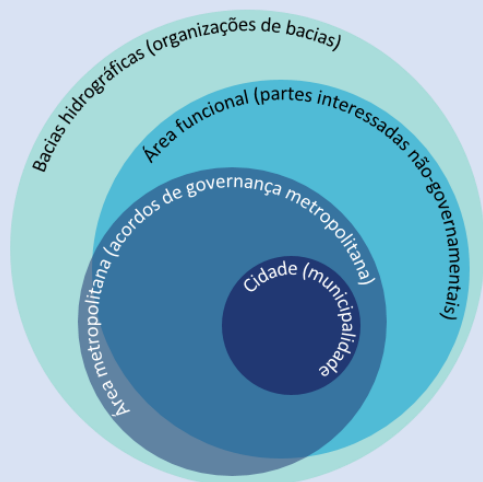 Bacias hidrográficas (organizações de bacias)
Área funcional (partes interessadas não-governamentais)
Área metropolitana (acordos de governança metropolitana)
Cidade (municipalidade